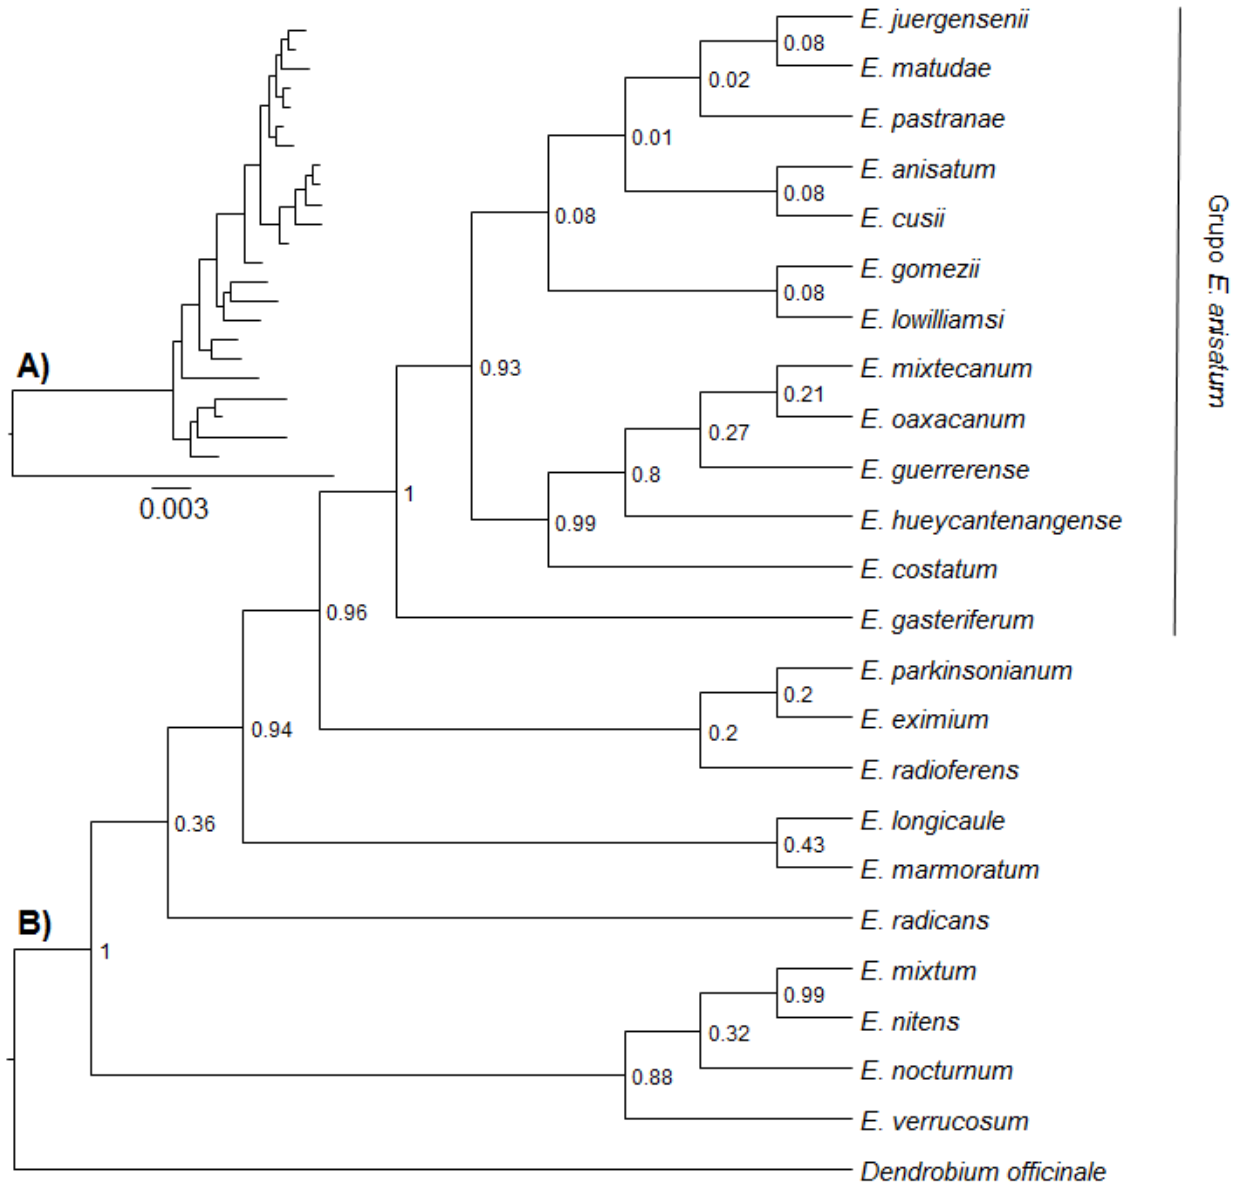 E. juergensenii
0.08
E. matudae
0.02
E. pastranae
0.01
E. anisatum
0.08
E. cusii
0.08
E. gomezii
0.08
E. lowilliamsi
0.93
E. mixtecanum
0.21
E. oaxacanum
0.27
E. guerrerense
0.8
E. hueycantenangense
0.99
E. costatum
1
E. gasteriferum
Grupo E. anisatum
A)
0.003
0.96
E. parkinsonianum
0.2
E. eximium
0.2
E. radioferens
0.94
E. longicaule
0.43
E. marmoratum
0.36
E. radicans
B)
1
E. mixtum
0.99
E. nitens
0.32
E. nocturnum
0.88
E. verrucosum
Dendrobium officinale